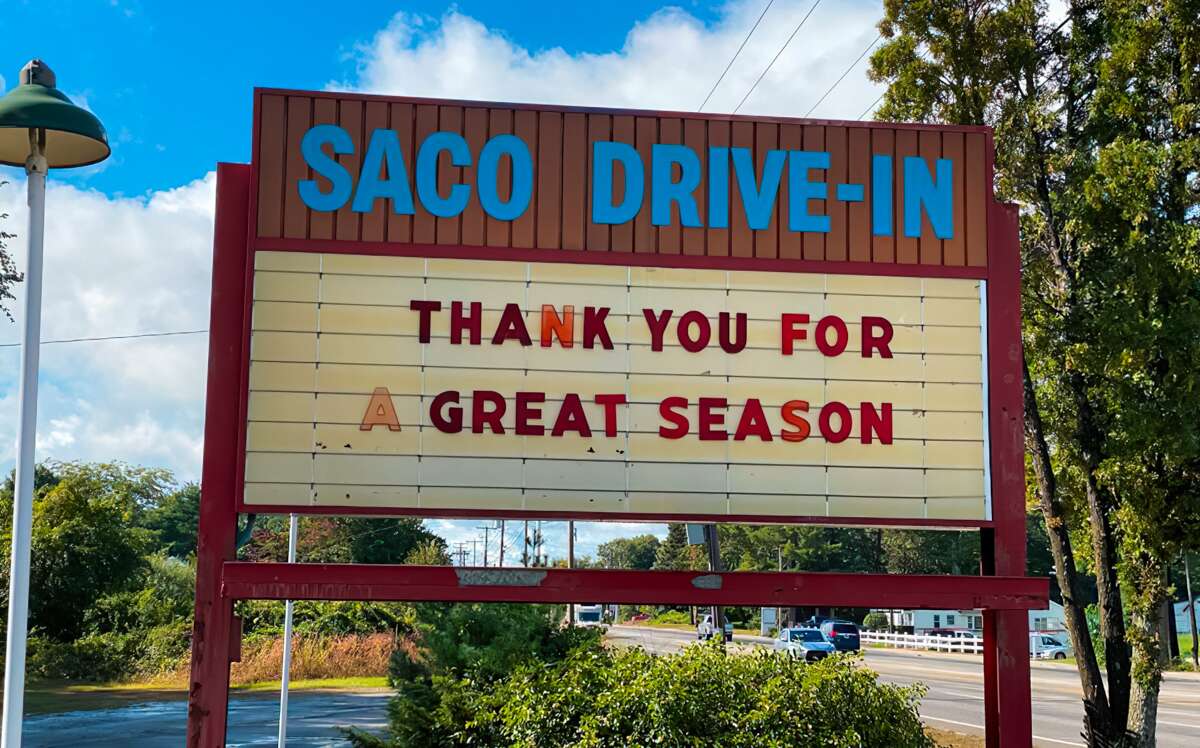 SACO DRIVE-IN
THANK YOU FOR
A GREAT SEASON